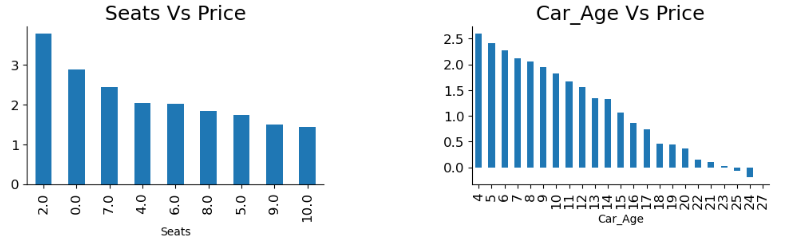 Seats Vs Price
3
2
1
0
2.0 0.0 7.0 4.0 6.0 8.0 5.0 9.0 10.0
Seats
Car_Age Vs Price
2.5
2.0
1.5
1.0
0.5
0.0
4 5 6 7 8 9 10 11 12 13 14 15 16 17 18 19 20 22 21 23 25 24 27
Car_Age